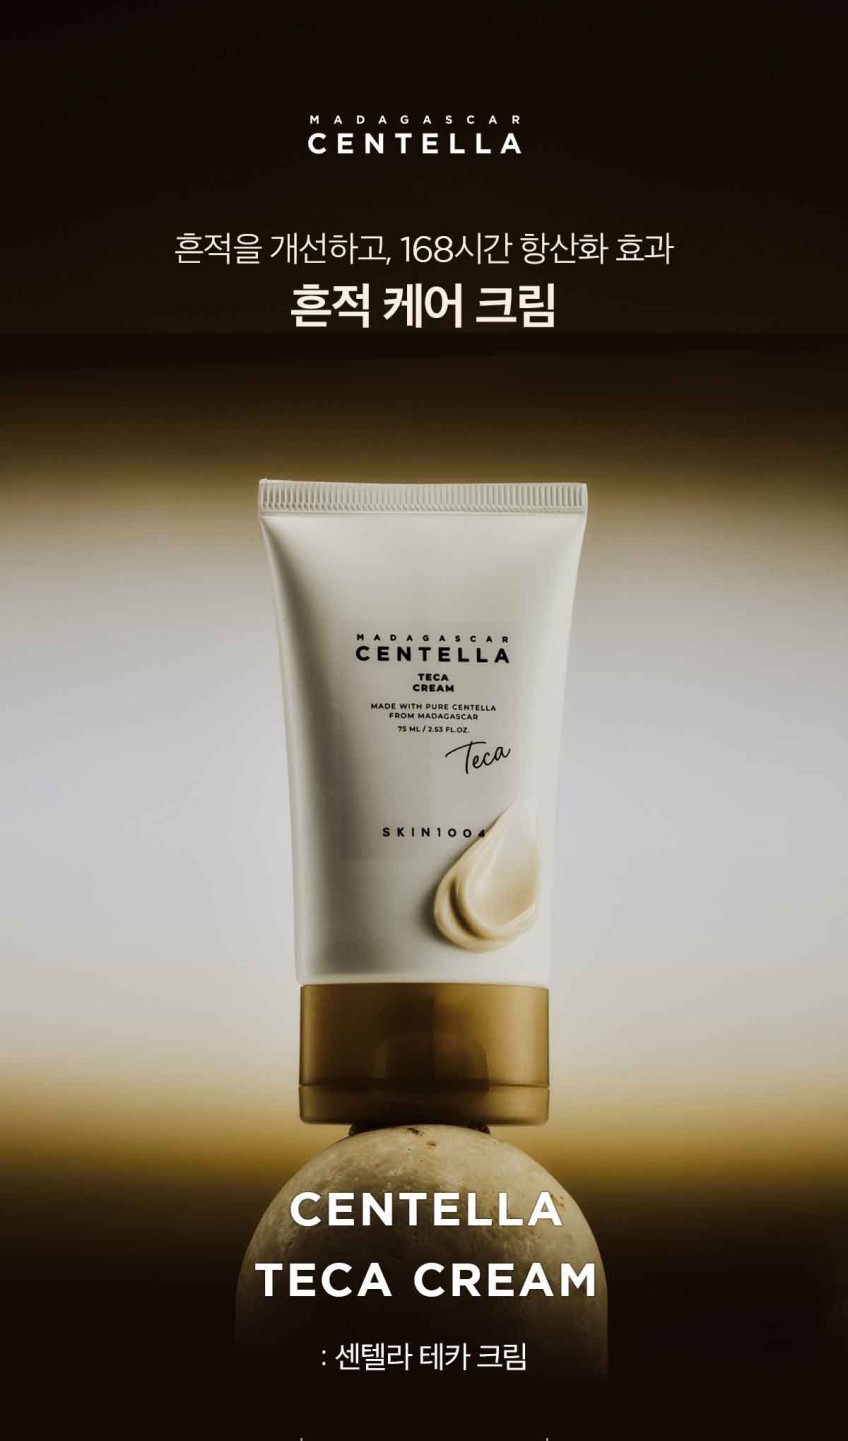 MADAGASCAR
CENTELLA
흔적을 개선하고, 168시간 항산화 효과
흔적 케어 크림
MADAGASCAR
CENTELLA
TECA
CREAM
MADE WITH PURE CENTELLA
FROM MADAGASCAR
75 ML / 2.53 FL.OZ.
Teca
SKIN1004
CENTELLA
TECA CREAM
: 센텔라 테카 크림